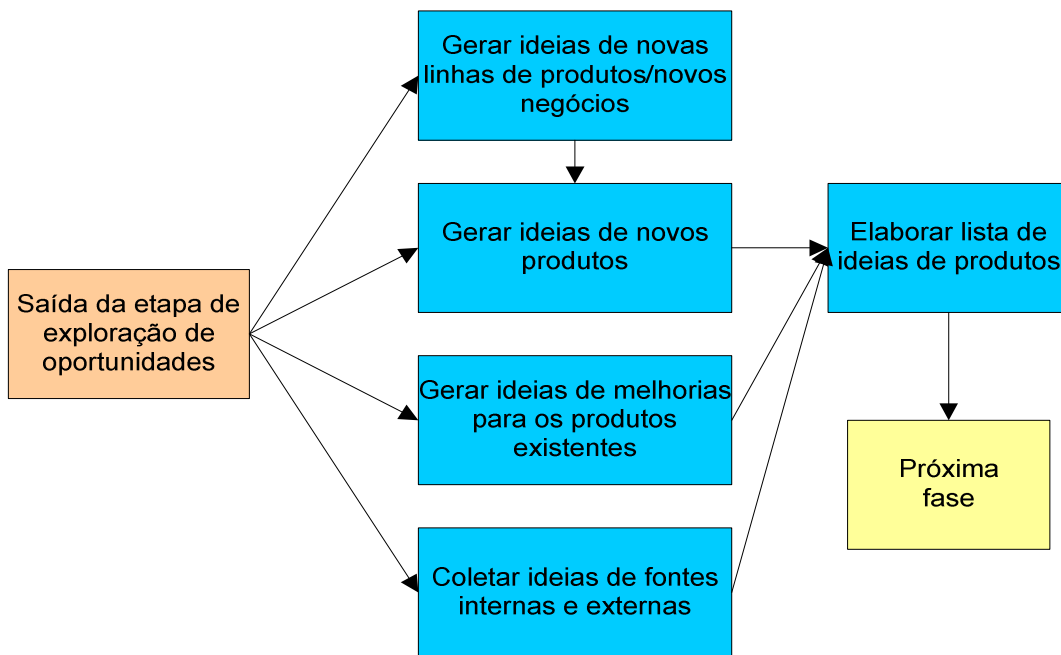 Gerar ideias de novas
linhas de produtos/novos
negócios
Gerar ideias de novos
produtos
Elaborar lista de
ideias de produtos
Saída da etapa de
exploração de
oportunidades
Gerar ideias de melhorias
para os produtos
existentes
Próxima
fase
Coletar ideias de fontes
internas e externas